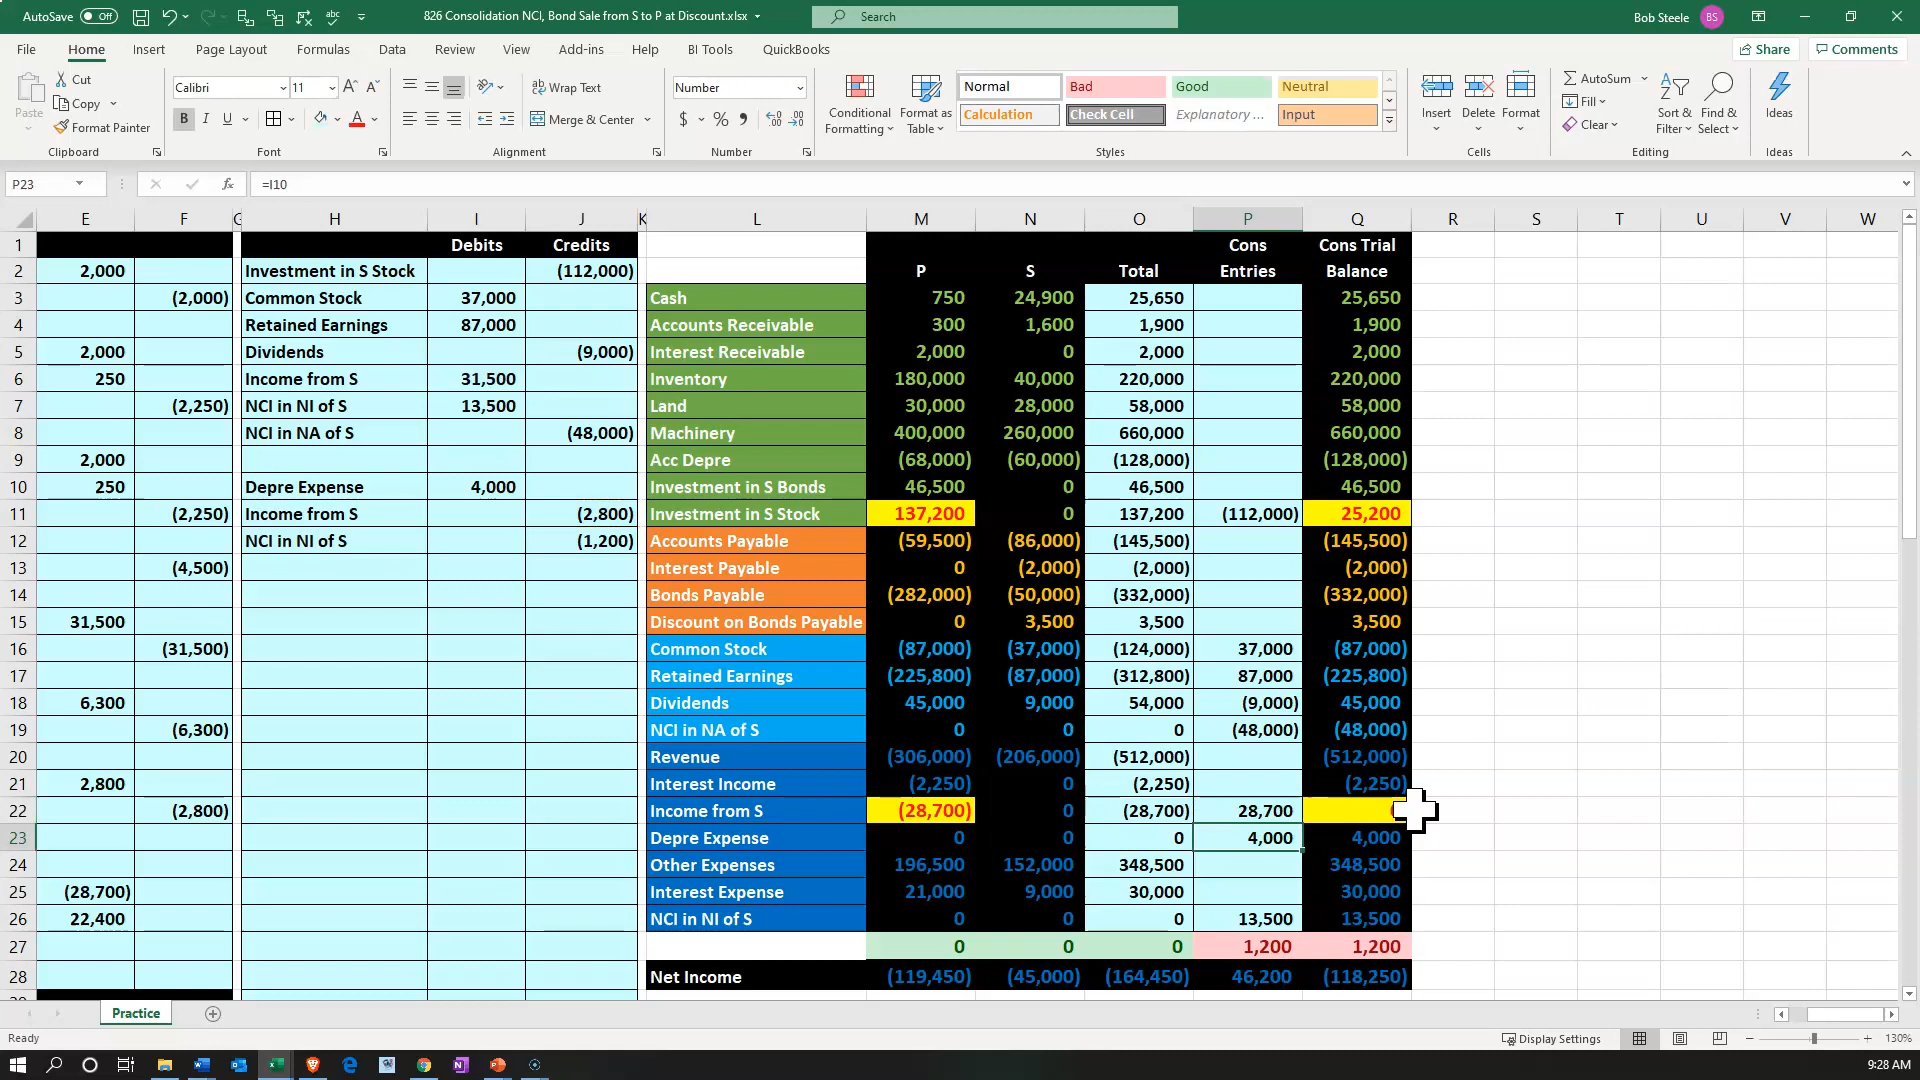 AutoSave Off 826 Consolidation NCI, Bond Sale from S to P at Discount.xlsx Search Bob Steele BS
File Home Insert Page Layout Formulas Data Review View Add-ins Help BI Tools QuickBooks Share Comments
Cut
Copy
Format Painter
Paste
Calibri 11
B I U
Wrap Text
Merge & Center
Number
$ %
Conditional Formatting
Format as Table
Normal Bad Good Neutral
Calculation Check Cell Explanatory ... Input
Insert Delete Format
AutoSum
Fill
Clear
Sort & Filter
Find & Select
Ideas
Clipboard Font Alignment Number Styles Cells Editing Ideas
P23 fx =I10
E F G H I J K L M N O P Q R S T U V W
1 Debits Credits Cons Cons Trial
2 2,000 Investment in S Stock (112,000) P S Total Entries Balance
3 (2,000) Common Stock 37,000 Cash 750 24,900 25,650 25,650
4 Retained Earnings 87,000 Accounts Receivable 300 1,600 1,900 1,900
5 2,000 Dividends (9,000) Interest Receivable 2,000 0 2,000 2,000
6 250 Income from S 31,500 Inventory 180,000 40,000 220,000 220,000
7 (2,250) NCI in NI of S 13,500 Land 30,000 28,000 58,000 58,000
8 NCI in NA of S (48,000) Machinery 400,000 260,000 660,000 660,000
9 2,000 Acc Depre (68,000) (60,000) (128,000) (128,000)
10 250 Depre Expense 4,000 Investment in S Bonds 46,500 0 46,500 46,500
11 (2,250) Income from S (2,800) Investment in S Stock 137,200 0 137,200 (112,000) 25,200
12 NCI in NI of S (1,200) Accounts Payable (59,500) (86,000) (145,500) (145,500)
13 (4,500) Interest Payable 0 (2,000) (2,000) (2,000)
14 Bonds Payable (282,000) (50,000) (332,000) (332,000)
15 31,500 Discount on Bonds Payable 0 3,500 3,500 3,500
16 (31,500) Common Stock (87,000) (37,000) (124,000) 37,000 (87,000)
17 Retained Earnings (225,800) (87,000) (312,800) 87,000 (225,800)
18 6,300 Dividends 45,000 9,000 54,000 (9,000) 45,000
19 (6,300) NCI in NA of S 0 0 0 (48,000) (48,000)
20 Revenue (306,000) (206,000) (512,000) (512,000)
21 2,800 Interest Income (2,250) 0 (2,250) (2,250)
22 (2,800) Income from S (28,700) 0 (28,700) 28,700
23 Depre Expense 0 0 0 4,000 4,000
24 Other Expenses 196,500 152,000 348,500 348,500
25 (28,700) Interest Expense 21,000 9,000 30,000 30,000
26 22,400 NCI in NI of S 0 0 0 13,500 13,500
27 0 0 0 1,200 1,200
28 Net Income (119,450) (45,000) (164,450) 46,200 (118,250)
Practice
Ready Display Settings 130%
9:28 AM